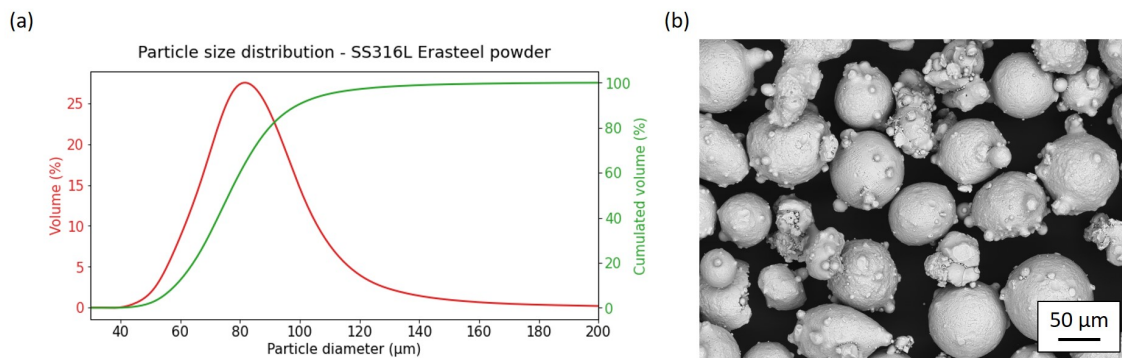 (a)
(b)
Particle size distribution - SS316L Erasteel powder
Volume (%)
25
20
15
10
5
0
100
80
60
40
20
0
Cumulated volume (%)
40 60 80 100 120 140 160 180 200
Particle diameter (μm)
50 μm